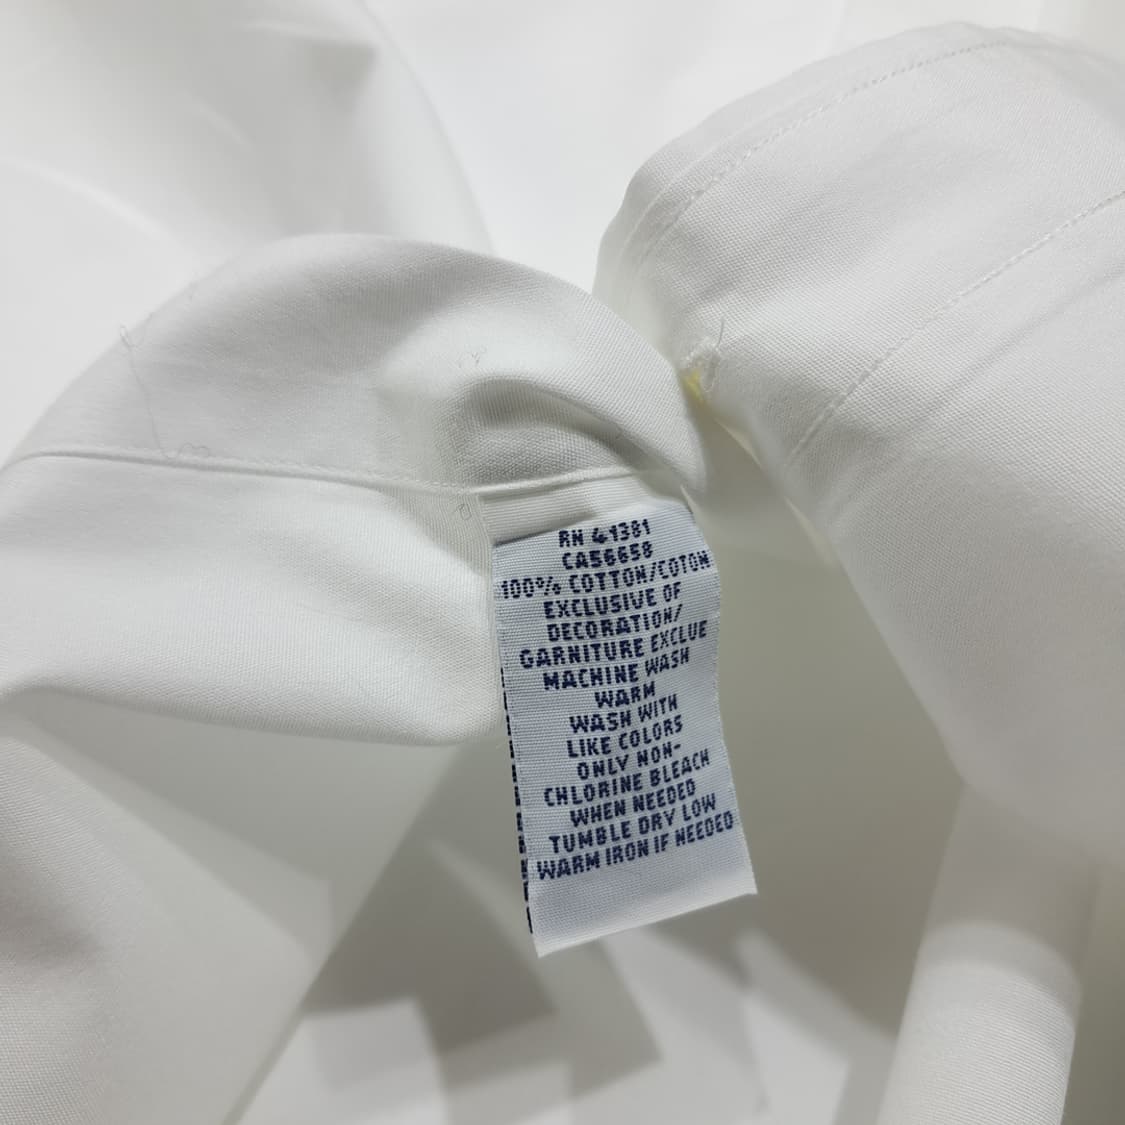 RN 41381
CA56658
100% COTTON/COTON
EXCLUSIVE OF
DECORATION/
GARNITURE EXCLUE
MACHINE WASH
WARM
WASH WITH
LIKE COLORS
ONLY NON-
CHLORINE BLEACH
WHEN NEEDED
TUMBLE DRY LOW
WARM IRON IF NEEDED